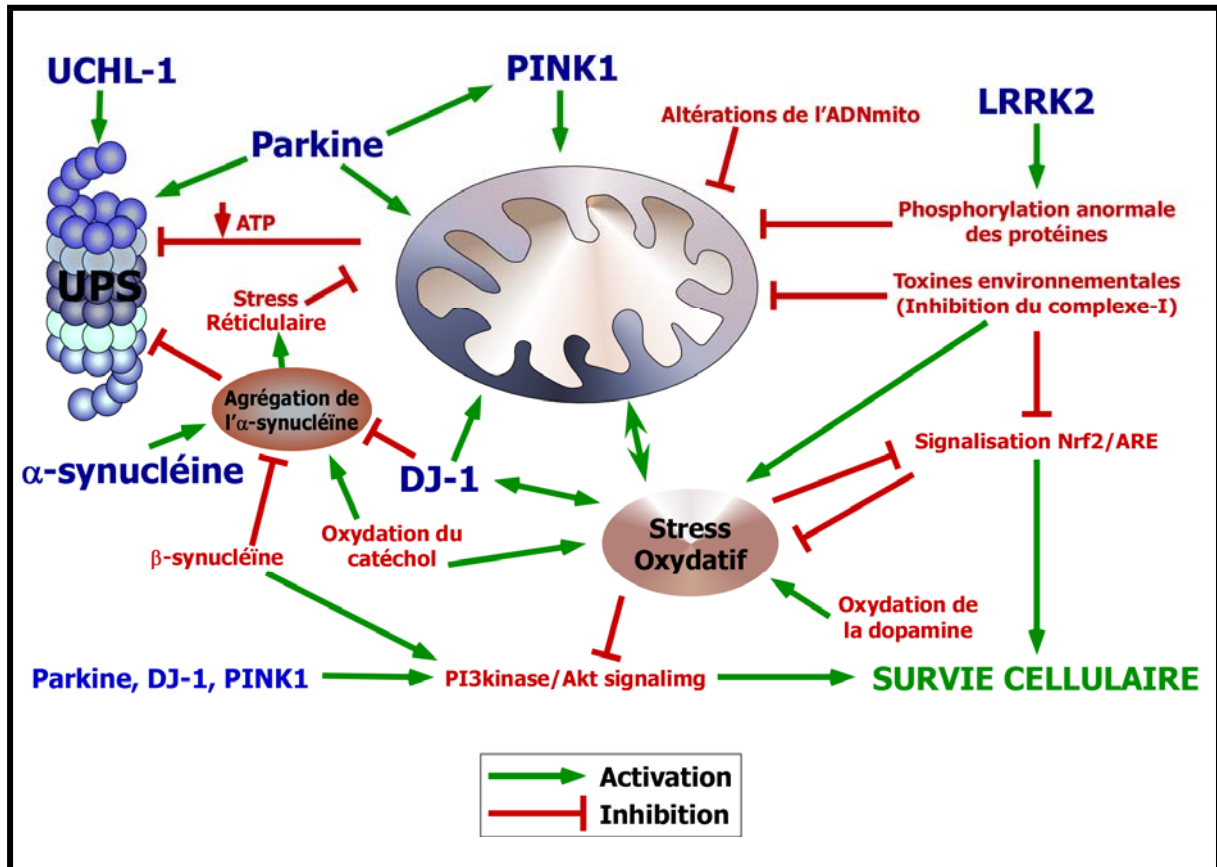 UCHL-1
PINK1
LRRK2
Altérations de l'ADNmito
Parkine
Phosphorylation anormale
des protéines
ATP
UPS
Toxines environnementales
(Inhibition du complexe-I)
Stress
Réticlulaire
Agrégation de
l'α-synucléïne
Signalisation Nrf2/ARE
α-synucléine
DJ-1
Stress
Oxydatif
Oxydation du
catéchol
β-synucléïne
Oxydation de
la dopamine
Parkine, DJ-1, PINK1
PI3kinase/Akt signalimg
SURVIE CELLULAIRE
Activation
Inhibition